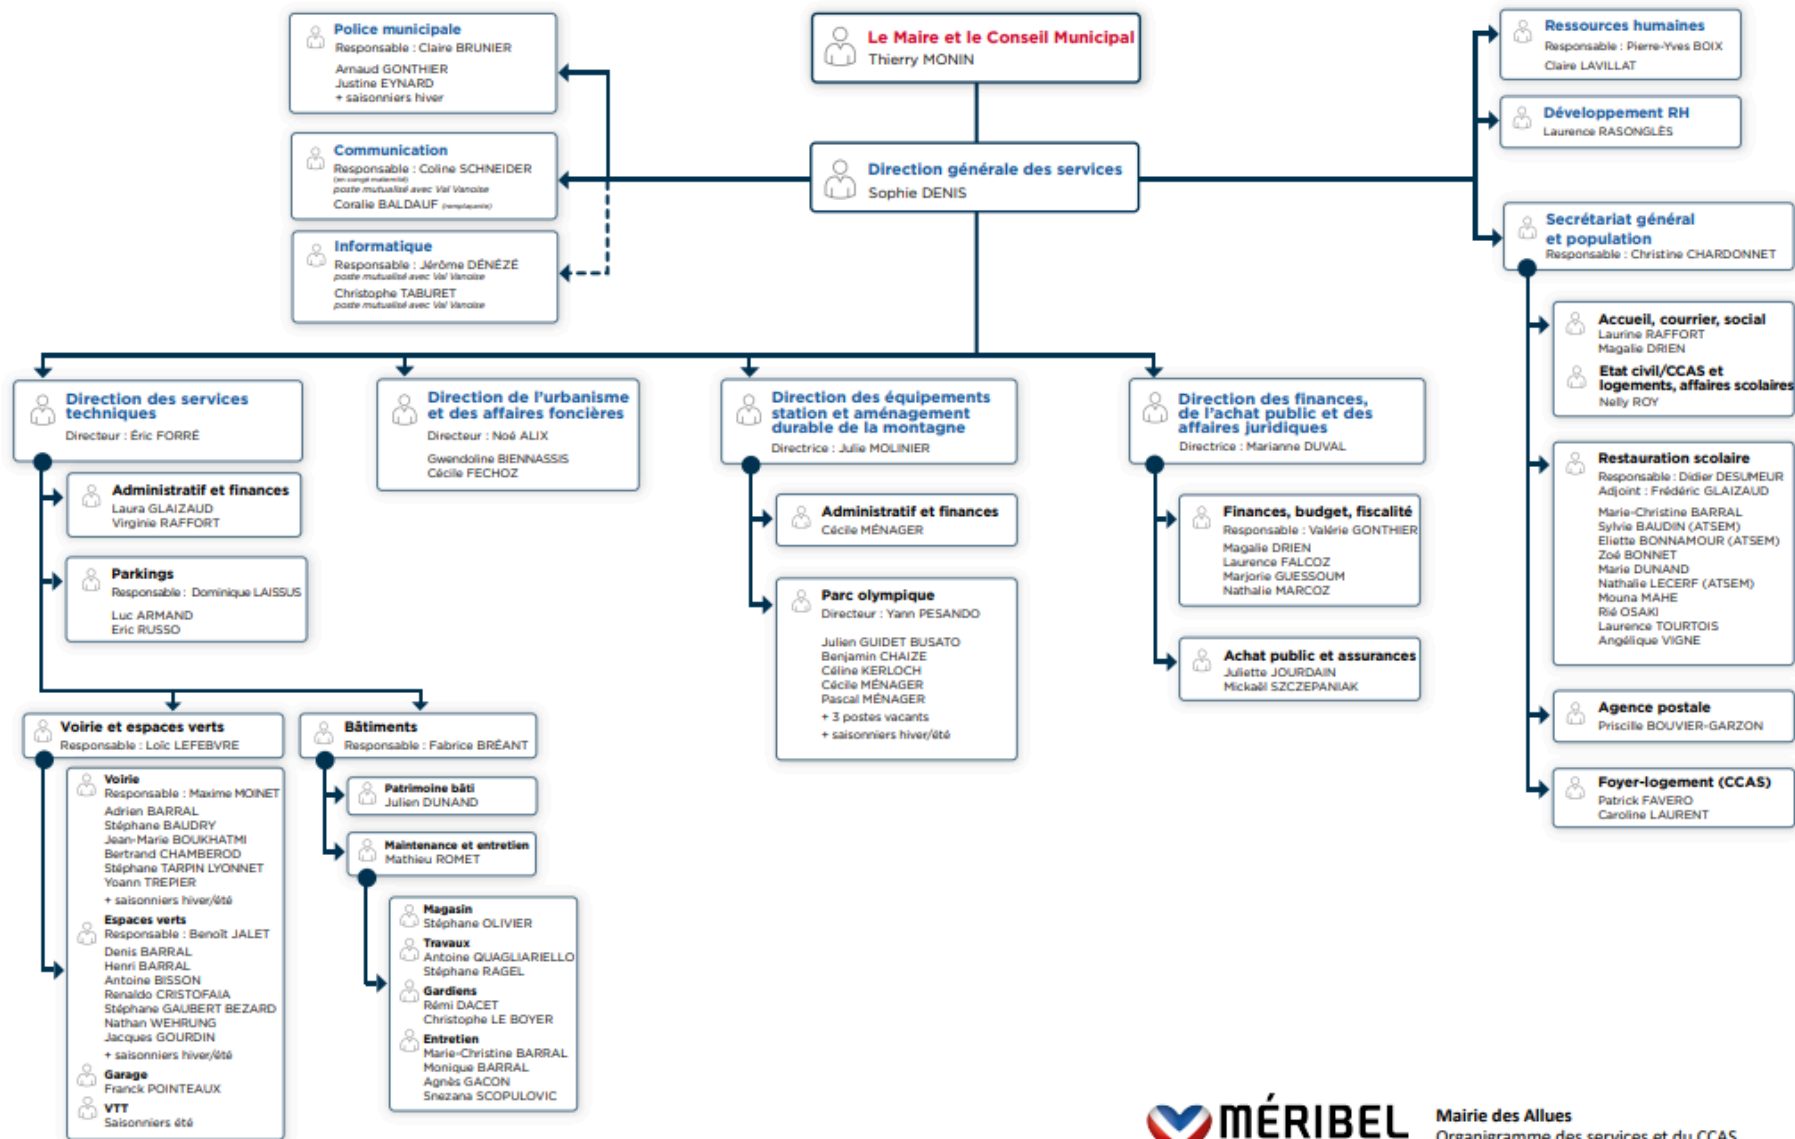 Police municipale
Responsable : Claire BRUNIER
Arnaud GONTHIER
Justine EYNARD
+ saisonniers hiver
Communication
Responsable : Coline SCHNEIDER
(en congé maternité)
poste mutualisé avec Val Vanoise
Coralie BALDAUF (remplaçante)
Informatique
Responsable : Jérôme DÉNÉZÉ
poste mutualisé avec Val Vanoise
Christophe TABURET
poste mutualisé avec Val Vanoise
Le Maire et le Conseil Municipal
Thierry MONIN
Direction générale des services
Sophie DENIS
Ressources humaines
Responsable : Pierre-Yves BOIX
Claire LAVILLAT
Développement RH
Laurence RASONGLÈS
Secrétariat général
et population
Responsable : Christine CHARDONNET
Accueil, courrier, social
Laurine RAFFORT
Magalie DRIEN
Etat civil/CCAS et
logements, affaires scolaires
Nelly ROY
Restauration scolaire
Responsable : Didier DESUMEUR
Adjoint : Frédéric GLAIZAUD
Marie-Christine BARRAL
Sylvie BAUDIN (ATSEM)
Eliette BONNAMOUR (ATSEM)
Zoé BONNET
Marie DUNAND
Nathalie LECERF (ATSEM)
Mouna MAHE
Rié OSAKI
Laurence TOURTOIS
Angélique VIGNE
Agence postale
Priscille BOUVIER-GARZON
Foyer-logement (CCAS)
Patrick FAVERO
Caroline LAURENT
Direction des services
techniques
Directeur : Éric FORRÉ
Administratif et finances
Laura GLAIZAUD
Virginie RAFFORT
Parkings
Responsable : Dominique LAISSUS
Luc ARMAND
Eric RUSSO
Voirie et espaces verts
Responsable : Loïc LEFEBVRE
Voirie
Responsable : Maxime MOINET
Adrien BARRAL
Stéphane BAUDRY
Jean-Marie BOUKHATMI
Bertrand CHAMBEROD
Stéphane TARPIN LYONNET
Yoann TREPIER
+ saisonniers hiver/été
Espaces verts
Responsable : Benoît JALET
Denis BARRAL
Henri BARRAL
Antoine BISSON
Renaldo CRISTOFAIA
Stéphane GAUBERT BEZARD
Nathan WEHRUNG
Jacques GOURDIN
+ saisonniers hiver/été
Garage
Franck POINTEAUX
VTT
Saisonniers été
Bâtiments
Responsable : Fabrice BRÉANT
Patrimoine bâti
Julien DUNAND
Maintenance et entretien
Mathieu ROMET
Magasin
Stéphane OLIVIER
Travaux
Antoine QUAGLIARIELLO
Stéphane RAGEL
Gardiens
Rémi DACET
Christophe LE BOYER
Entretien
Marie-Christine BARRAL
Monique BARRAL
Agnès GACON
Snezana SCOPULOVIC
Direction de l'urbanisme
et des affaires foncières
Directeur : Noé ALIX
Gwendoline BIENNASSIS
Cécile FECHOZ
Direction des équipements
station et aménagement
durable de la montagne
Directrice : Julie MOLINIER
Administratif et finances
Cécile MÉNAGER
Parc olympique
Directeur : Yann PESANDO
Julien GUIDET BUSATO
Benjamin CHAIZE
Céline KERLOCH
Cécile MÉNAGER
Pascal MÉNAGER
+ 3 postes vacants
+ saisonniers hiver/été
Direction des finances,
de l'achat public et des
affaires juridiques
Directrice : Marianne DUVAL
Finances, budget, fiscalité
Responsable : Valérie GONTHIER
Magalie DRIEN
Laurence FALCOZ
Marjorie GUESSOUM
Nathalie MARCOZ
Achat public et assurances
Juliette JOURDAIN
Mickaël SZCZEPANIAK
MÉRIBEL
Mairie des Allues
Organigramme des services et du CCAS